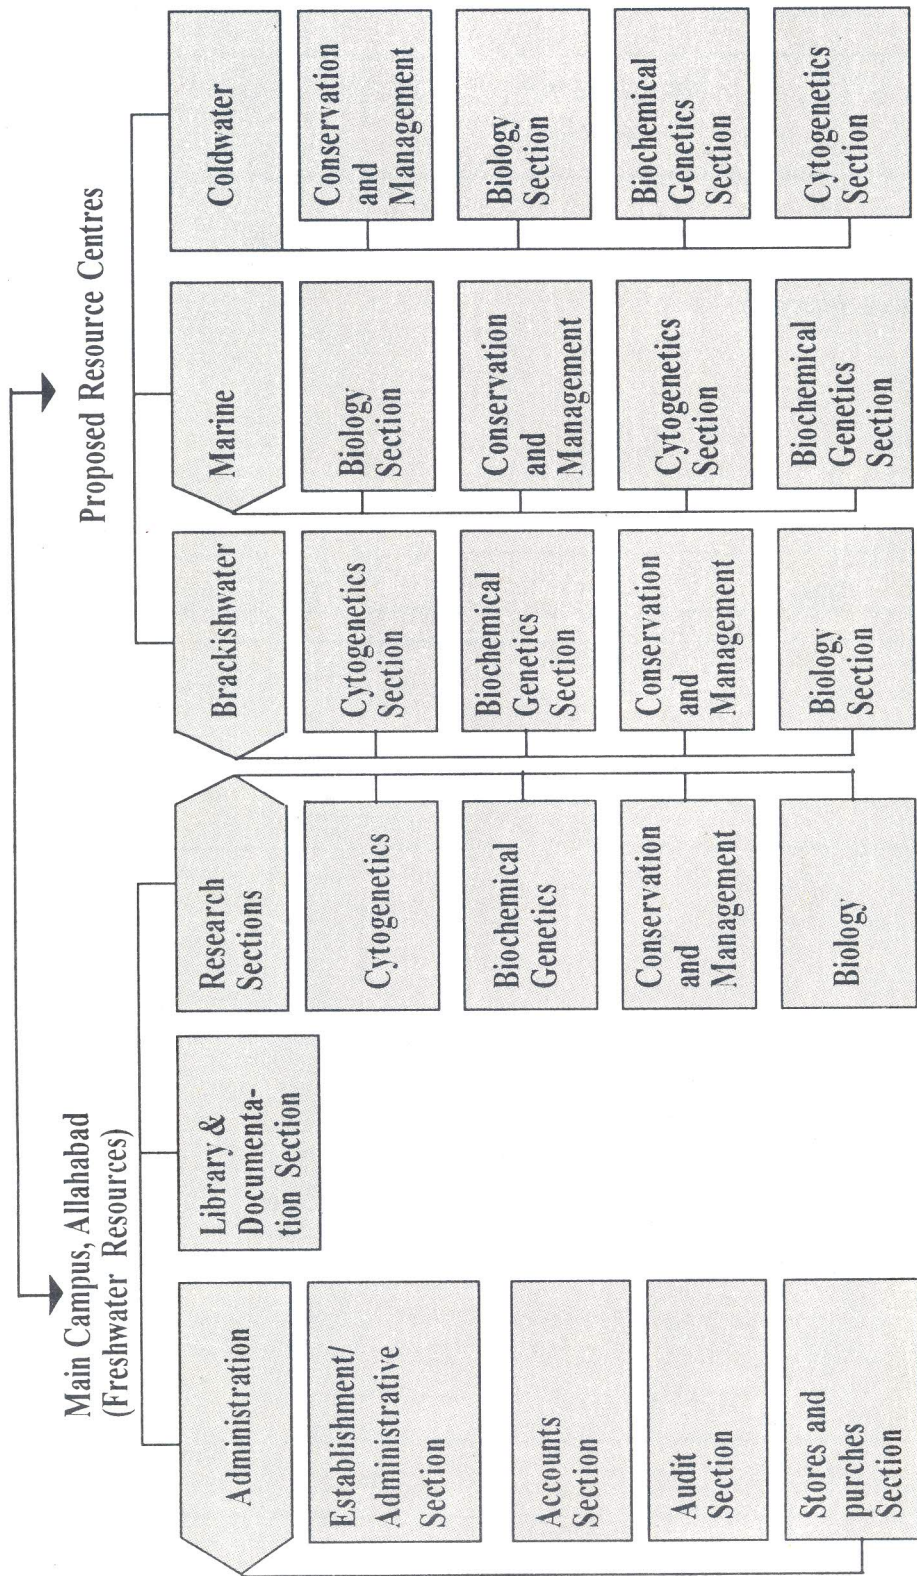 Main Campus, Allahabad
(Freshwater Resources)
Administration
Establishment/
Administrative
Section
Accounts
Section
Audit
Section
Stores and
purches
Section
Library &
Documenta-
tion Section
Research
Sections
Cytogenetics
Biochemical
Genetics
Conservation
and
Management
Biology
Proposed Resource Centres
Brackishwater
Cytogenetics
Section
Biochemical
Genetics
Section
Conservation
and
Management
Biology
Section
Marine
Biology
Section
Conservation
and
Management
Cytogenetics
Section
Biochemical
Genetics
Section
Coldwater
Conservation
and
Management
Biology
Section
Biochemical
Genetics
Section
Cytogenetics
Section